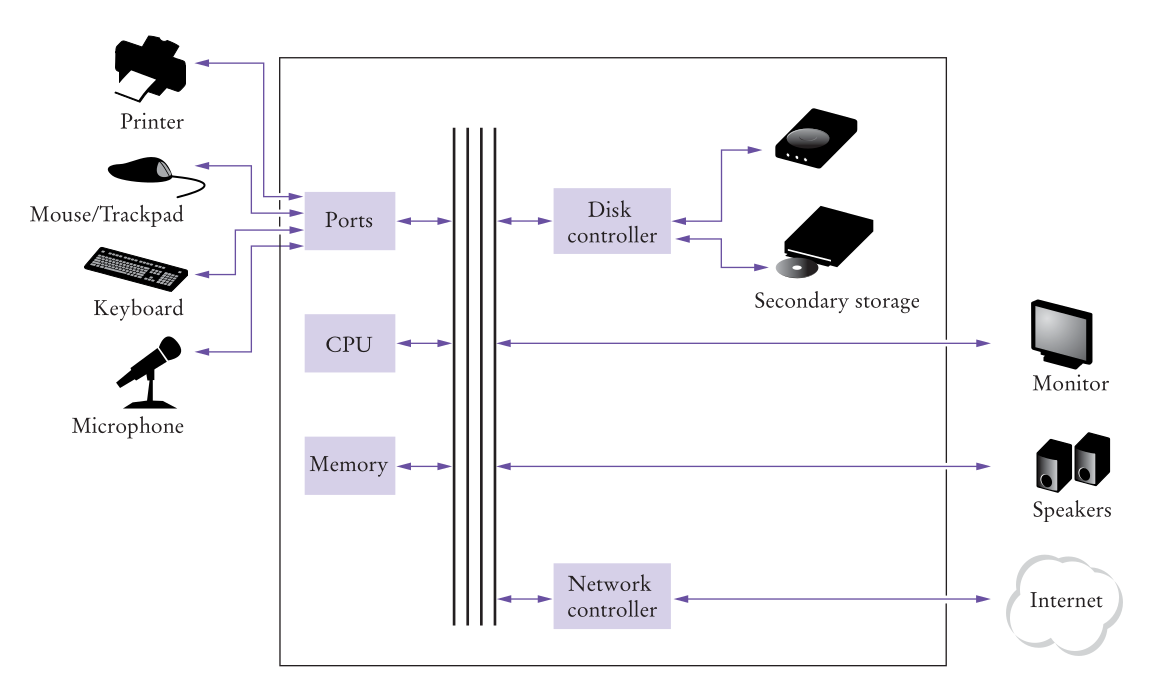 Printer
Mouse/Trackpad
Keyboard
Microphone
Ports
CPU
Memory
Disk
controller
Secondary storage
Network
controller
Monitor
Speakers
Internet